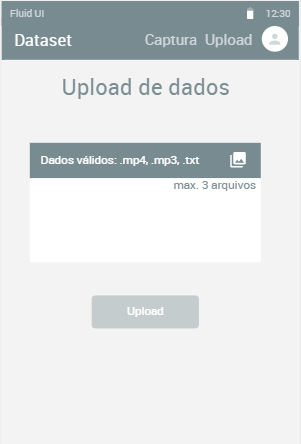 Fluid UI 12:30
Dataset Captura Upload
Upload de dados
Dados válidos: .mp4, .mp3, .txt
max. 3 arquivos
Upload